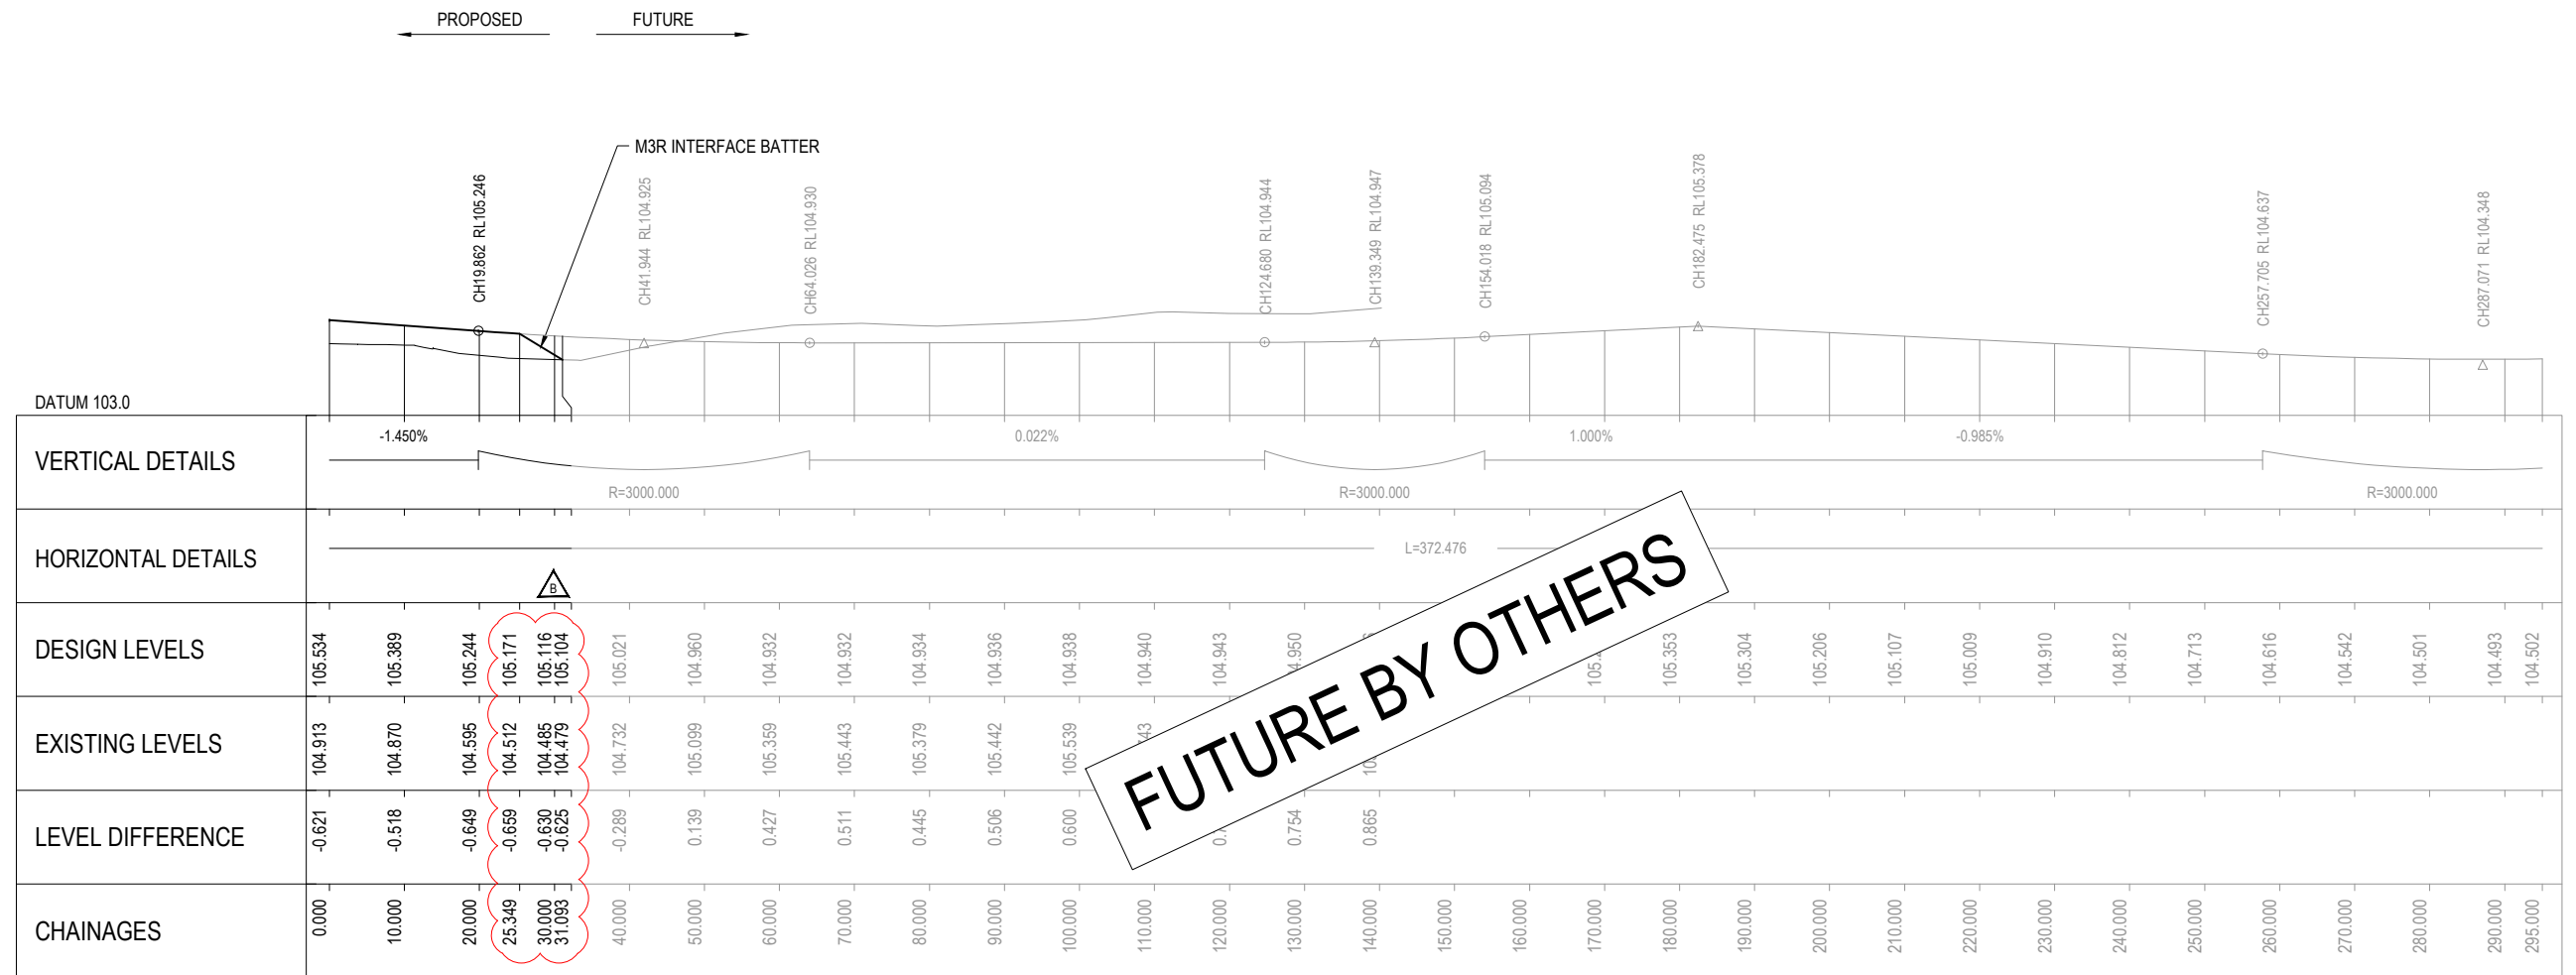 PROPOSED FUTURE
M3R INTERFACE BATTER
CH19.862 RL105.246
CH41.944 RL104.925
CH64.026 RL104.930
CH124.680 RL104.944
CH139.349 RL104.947
CH154.018 RL105.094
CH182.475 RL105.378
CH257.705 RL104.637
CH287.071 RL104.348
DATUM 103.0
VERTICAL DETAILS
-1.450% 0.022% 1.000% -0.985%
R=3000.000 R=3000.000 R=3000.000
HORIZONTAL DETAILS
L=372.476
B
DESIGN LEVELS 105.534 105.389 105.244 105.171 105.116 105.104 105.021 104.960 104.932 104.932 104.934 104.936 104.938 104.940 104.943 104.950 105.353 105.304 105.206 105.107 105.009 104.910 104.812 104.713 104.616 104.542 104.501 104.493 104.502
EXISTING LEVELS 104.913 104.870 104.595 104.512 104.485 104.479 104.732 105.099 105.359 105.443 105.379 105.442 105.539
LEVEL DIFFERENCE -0.621 -0.518 -0.649 -0.659 -0.630 -0.625 -0.289 0.139 0.427 0.511 0.445 0.506 0.600 0.754 0.865
CHAINAGES 0.000 10.000 20.000 25.349 30.000 31.093 40.000 50.000 60.000 70.000 80.000 90.000 100.000 110.000 120.000 130.000 140.000 150.000 160.000 170.000 180.000 190.000 200.000 210.000 220.000 230.000 240.000 250.000 260.000 270.000 280.000 290.000 295.000
FUTURE BY OTHERS